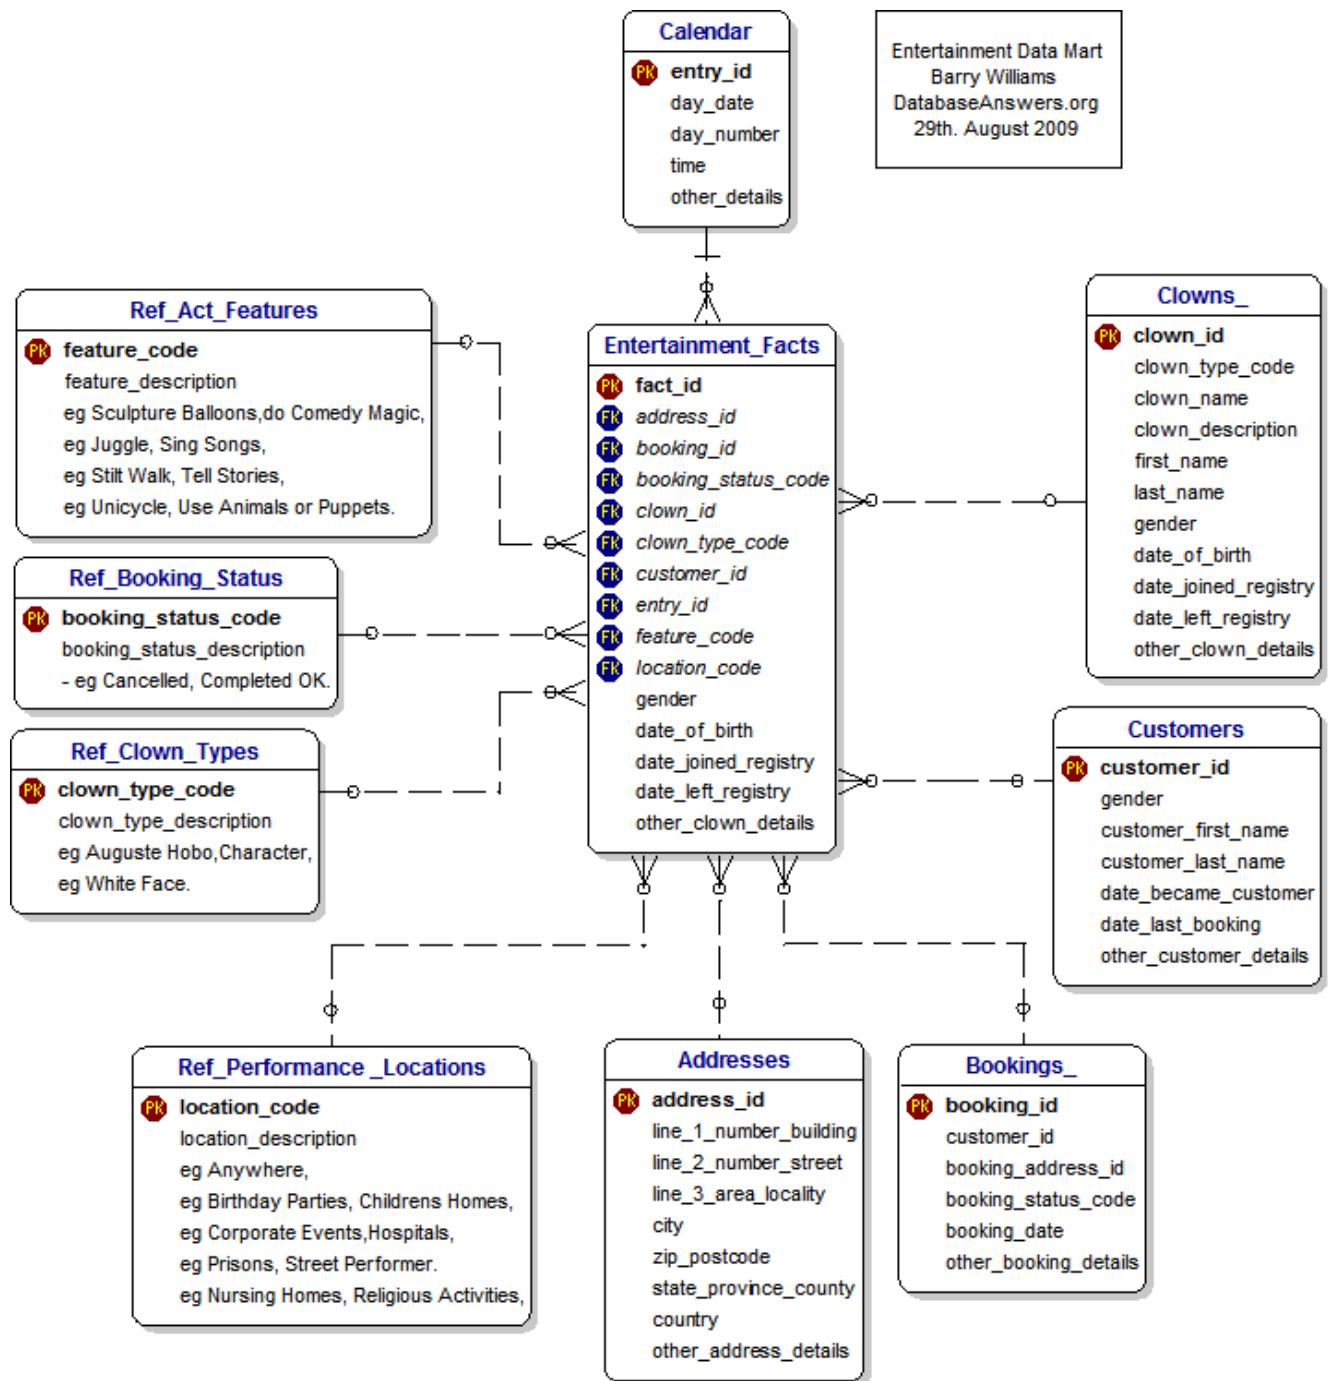 Calendar
PK entry_id
day_date
day_number
time
other_details
Entertainment Data Mart
Barry Williams
DatabaseAnswers.org
29th. August 2009
Ref_Act_Features
PK feature_code
feature_description
eg Sculpture Balloons,do Comedy Magic,
eg Juggle, Sing Songs,
eg Stilt Walk, Tell Stories,
eg Unicycle, Use Animals or Puppets.
Ref_Booking_Status
PK booking_status_code
booking_status_description
- eg Cancelled, Completed OK.
Ref_Clown_Types
PK clown_type_code
clown_type_description
eg Auguste Hobo,Character,
eg White Face.
Entertainment_Facts
PK fact_id
FK address_id
FK booking_id
FK booking_status_code
FK clown_id
FK clown_type_code
FK customer_id
FK entry_id
FK feature_code
FK location_code
gender
date_of_birth
date_joined_registry
date_left_registry
other_clown_details
Clowns_
PK clown_id
clown_type_code
clown_name
clown_description
first_name
last_name
gender
date_of_birth
date_joined_registry
date_left_registry
other_clown_details
Customers
PK customer_id
gender
customer_first_name
customer_last_name
date_became_customer
date_last_booking
other_customer_details
Ref_Performance _Locations
PK location_code
location_description
eg Anywhere,
eg Birthday Parties, Childrens Homes,
eg Corporate Events,Hospitals,
eg Prisons, Street Performer.
eg Nursing Homes, Religious Activities,
Addresses
PK address_id
line_1_number_building
line_2_number_street
line_3_area_locality
city
zip_postcode
state_province_county
country
other_address_details
Bookings_
PK booking_id
customer_id
booking_address_id
booking_status_code
booking_date
other_booking_details